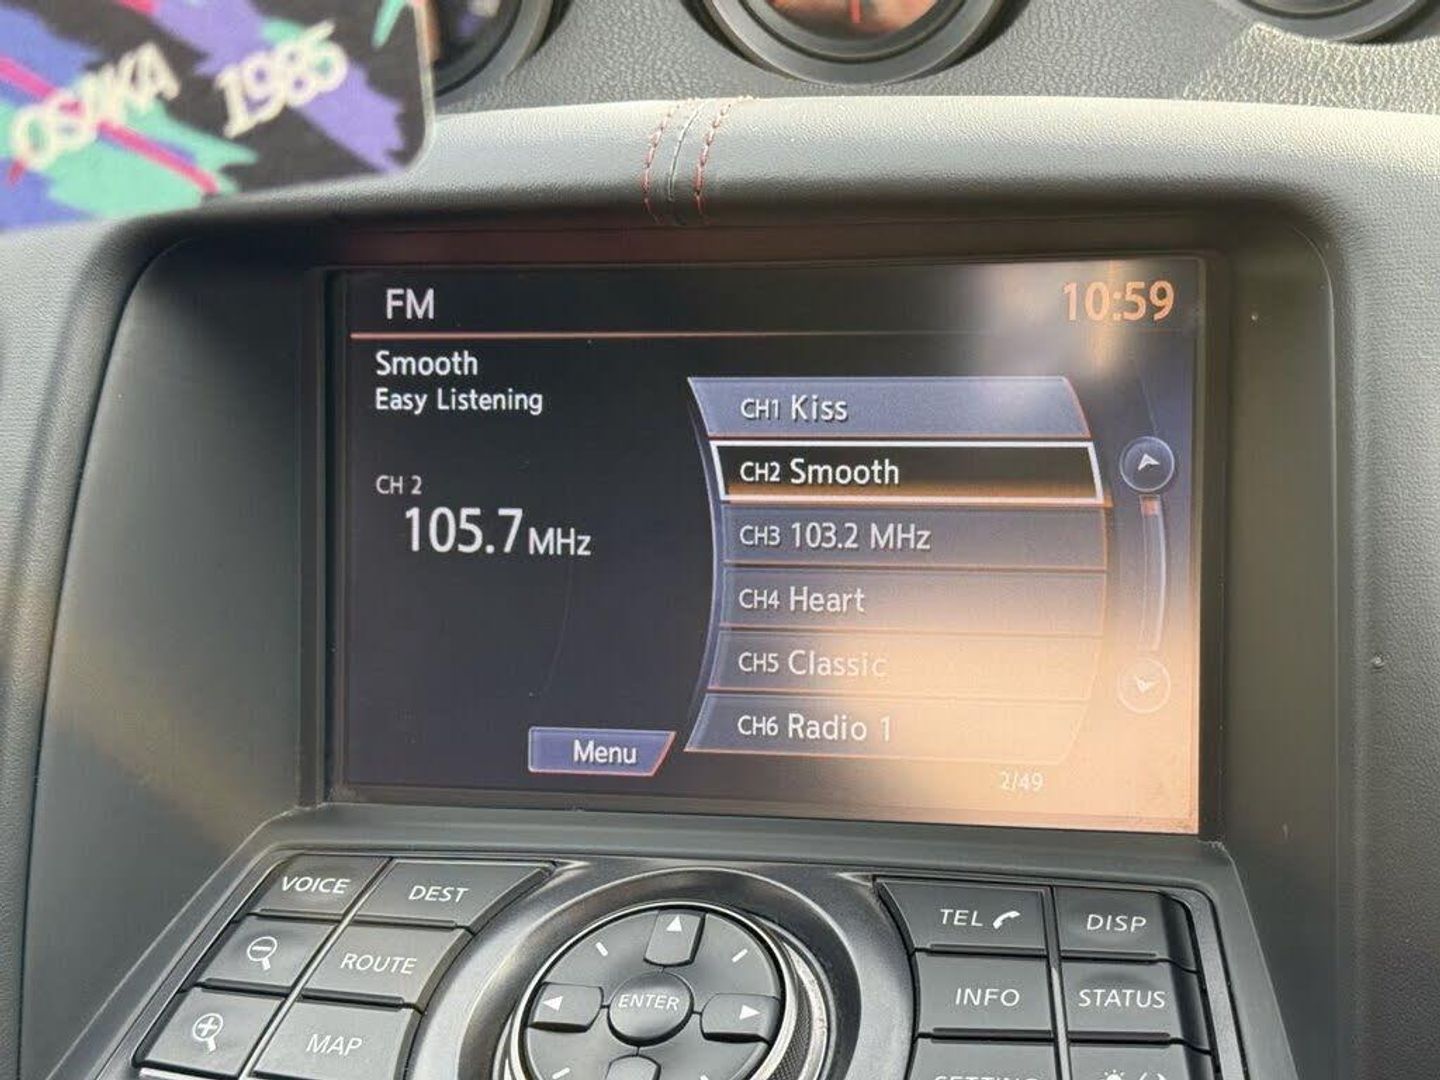 OSAKA 1985
FM
10:59
Smooth
Easy Listening
CH 2
105.7 MHz
CH1 Kiss
CH2 Smooth
CH3 103.2 MHz
CH4 Heart
CH5 Classic
CH6 Radio 1
Menu
2/49
VOICE
DEST
ROUTE
MAP
ENTER
TEL
DISP
INFO
STATUS